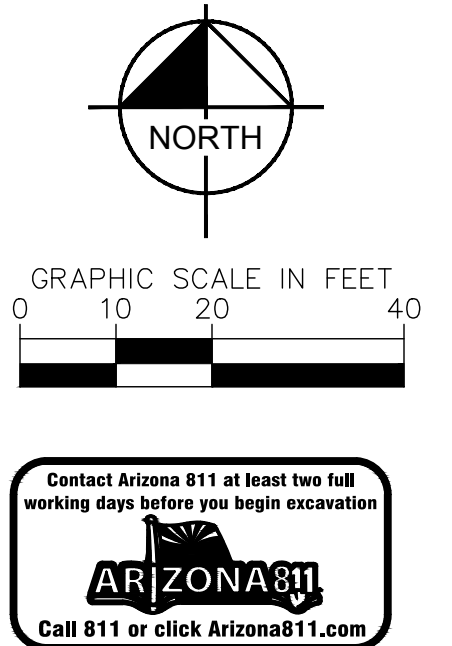 NORTH
GRAPHIC SCALE IN FEET
0 10 20 40
Contact Arizona 811 at least two full
working days before you begin excavation
ARIZONA811
Call 811 or click Arizona811.com